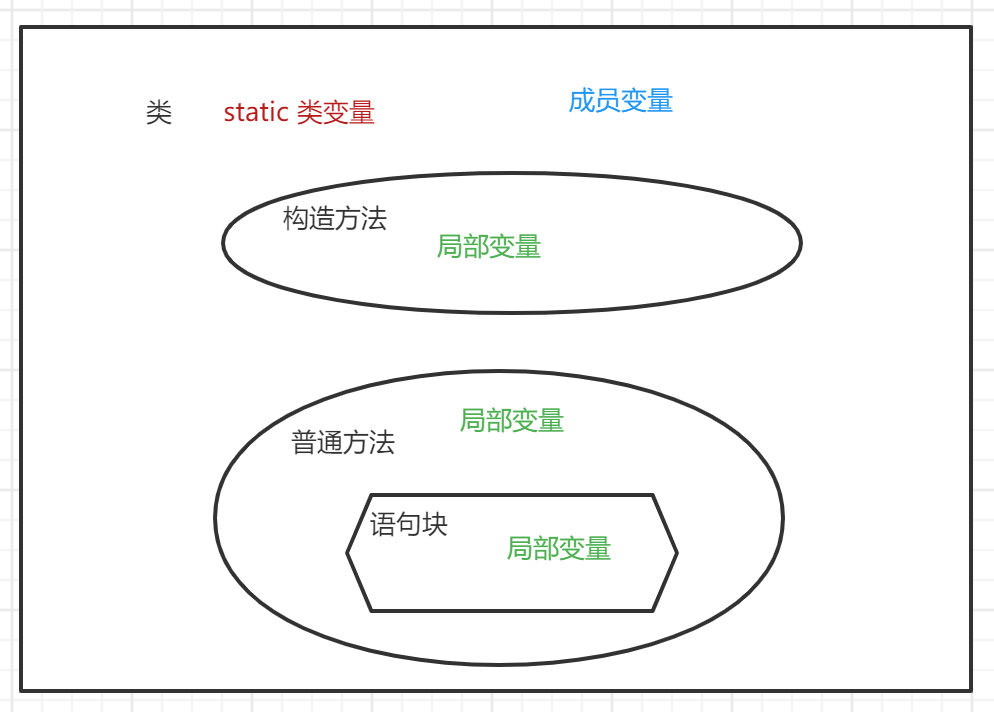 类 static 类变量 成员变量
构造方法
局部变量
局部变量
普通方法
语句块
局部变量